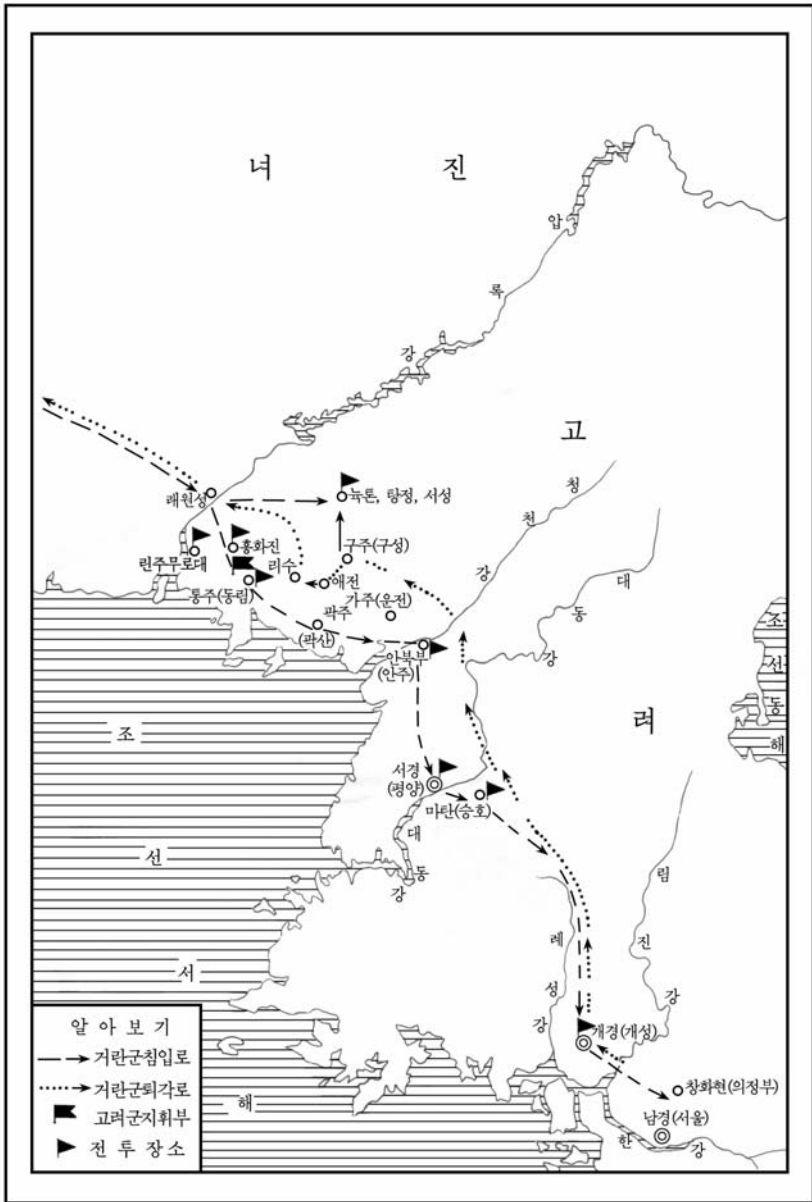 녀 진
압 록 강
고 려
청 천 강
대 동 강
래원성
뉵톤, 탕정, 서성
린주무로대
흥화진
구주(구성)
리수
애전
통주(동림)
가주(운전)
곽주
(곽산)
안북부
(안주)
조 선 동 해
서경
(평양)
마탄(승호)
대 동 강
조 선 서 해
례 성 강
림 진 강
개경(개성)
창화현(의정부)
남경(서울)
한 강
알 아 보 기
거란군침입로
거란군퇴각로
고려군지휘부
전 투 장 소